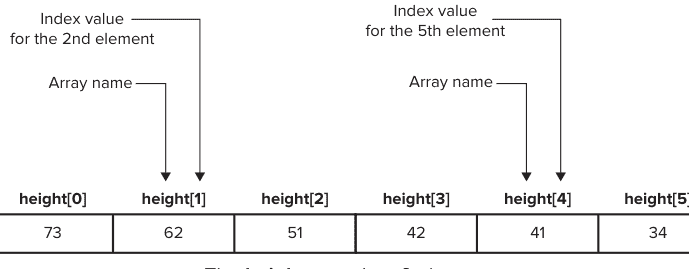 Index value
for the 2nd element
Index value
for the 5th element
Array name
Array name
height[0] height[1] height[2] height[3] height[4] height[5]
73 62 51 42 41 34